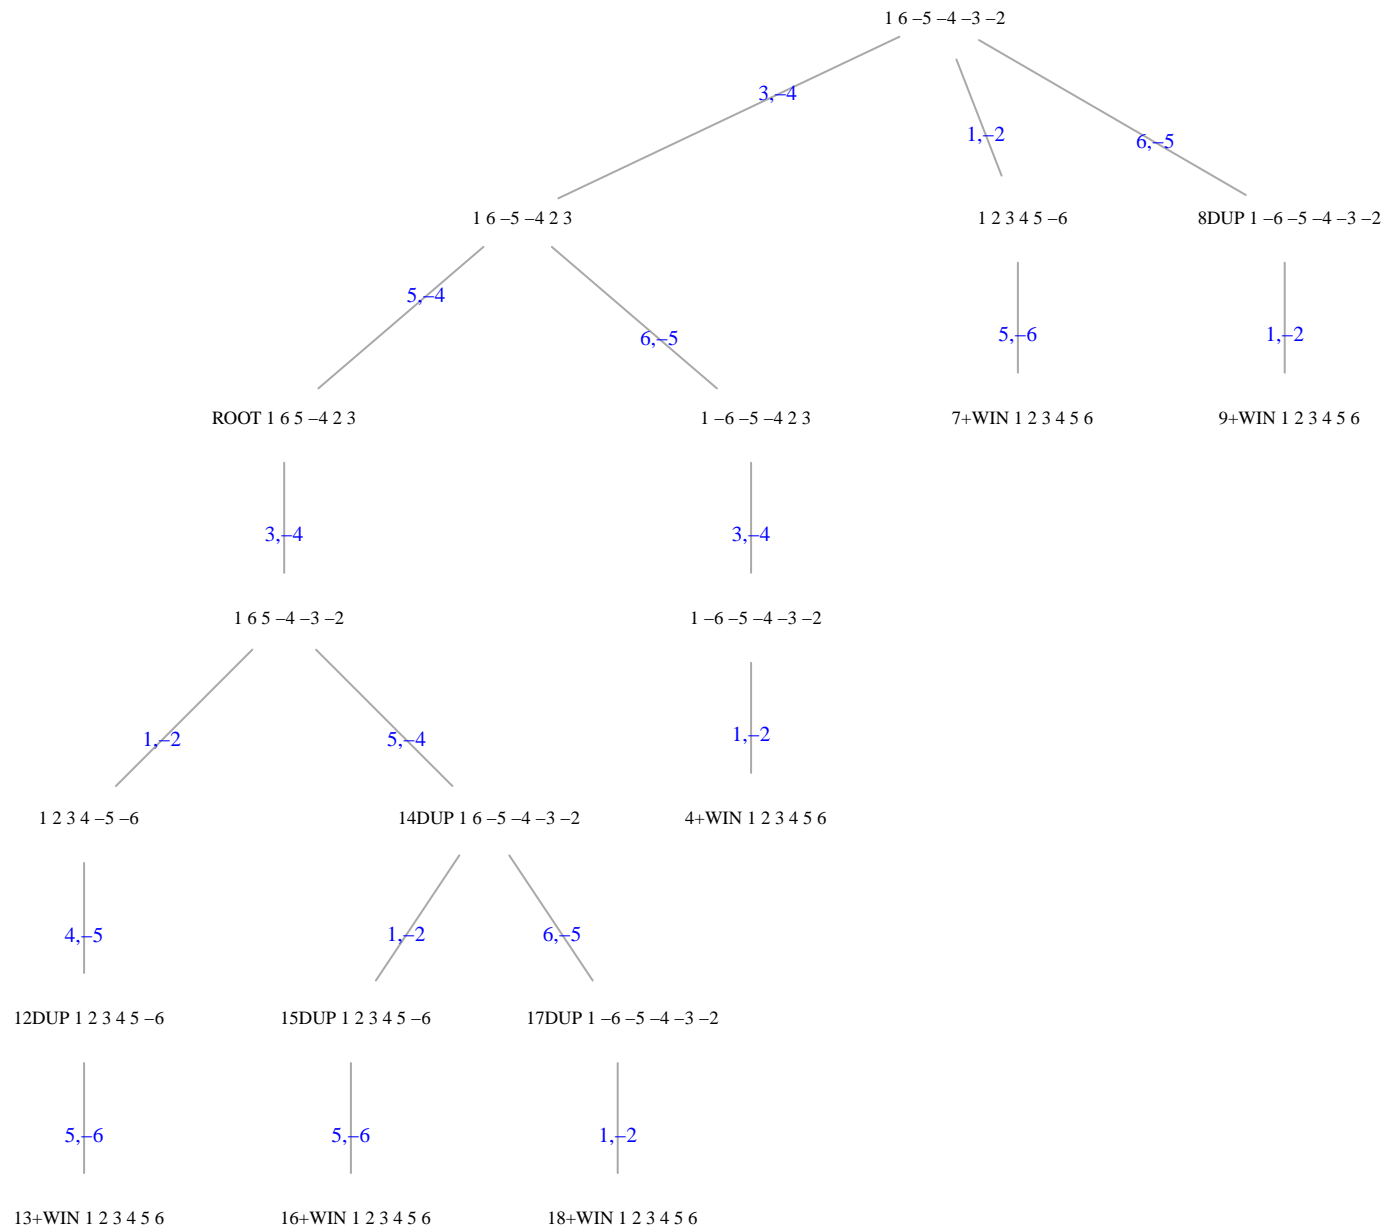 1 6 –5 –4 –3 –2
3,–4
1,–2
6,–5
1 6 –5 –4 2 3
1 2 3 4 5 –6
8DUP 1 –6 –5 –4 –3 –2
5,–4
6,–5
5,–6
1,–2
ROOT 1 6 5 –4 2 3
1 –6 –5 –4 2 3
7+WIN 1 2 3 4 5 6
9+WIN 1 2 3 4 5 6
3,–4
3,–4
1 6 5 –4 –3 –2
1 –6 –5 –4 –3 –2
1,–2
5,–4
1,–2
1 2 3 4 –5 –6
14DUP 1 6 –5 –4 –3 –2
4+WIN 1 2 3 4 5 6
4,–5
1,–2
6,–5
12DUP 1 2 3 4 5 –6
15DUP 1 2 3 4 5 –6
17DUP 1 –6 –5 –4 –3 –2
5,–6
5,–6
1,–2
13+WIN 1 2 3 4 5 6
16+WIN 1 2 3 4 5 6
18+WIN 1 2 3 4 5 6